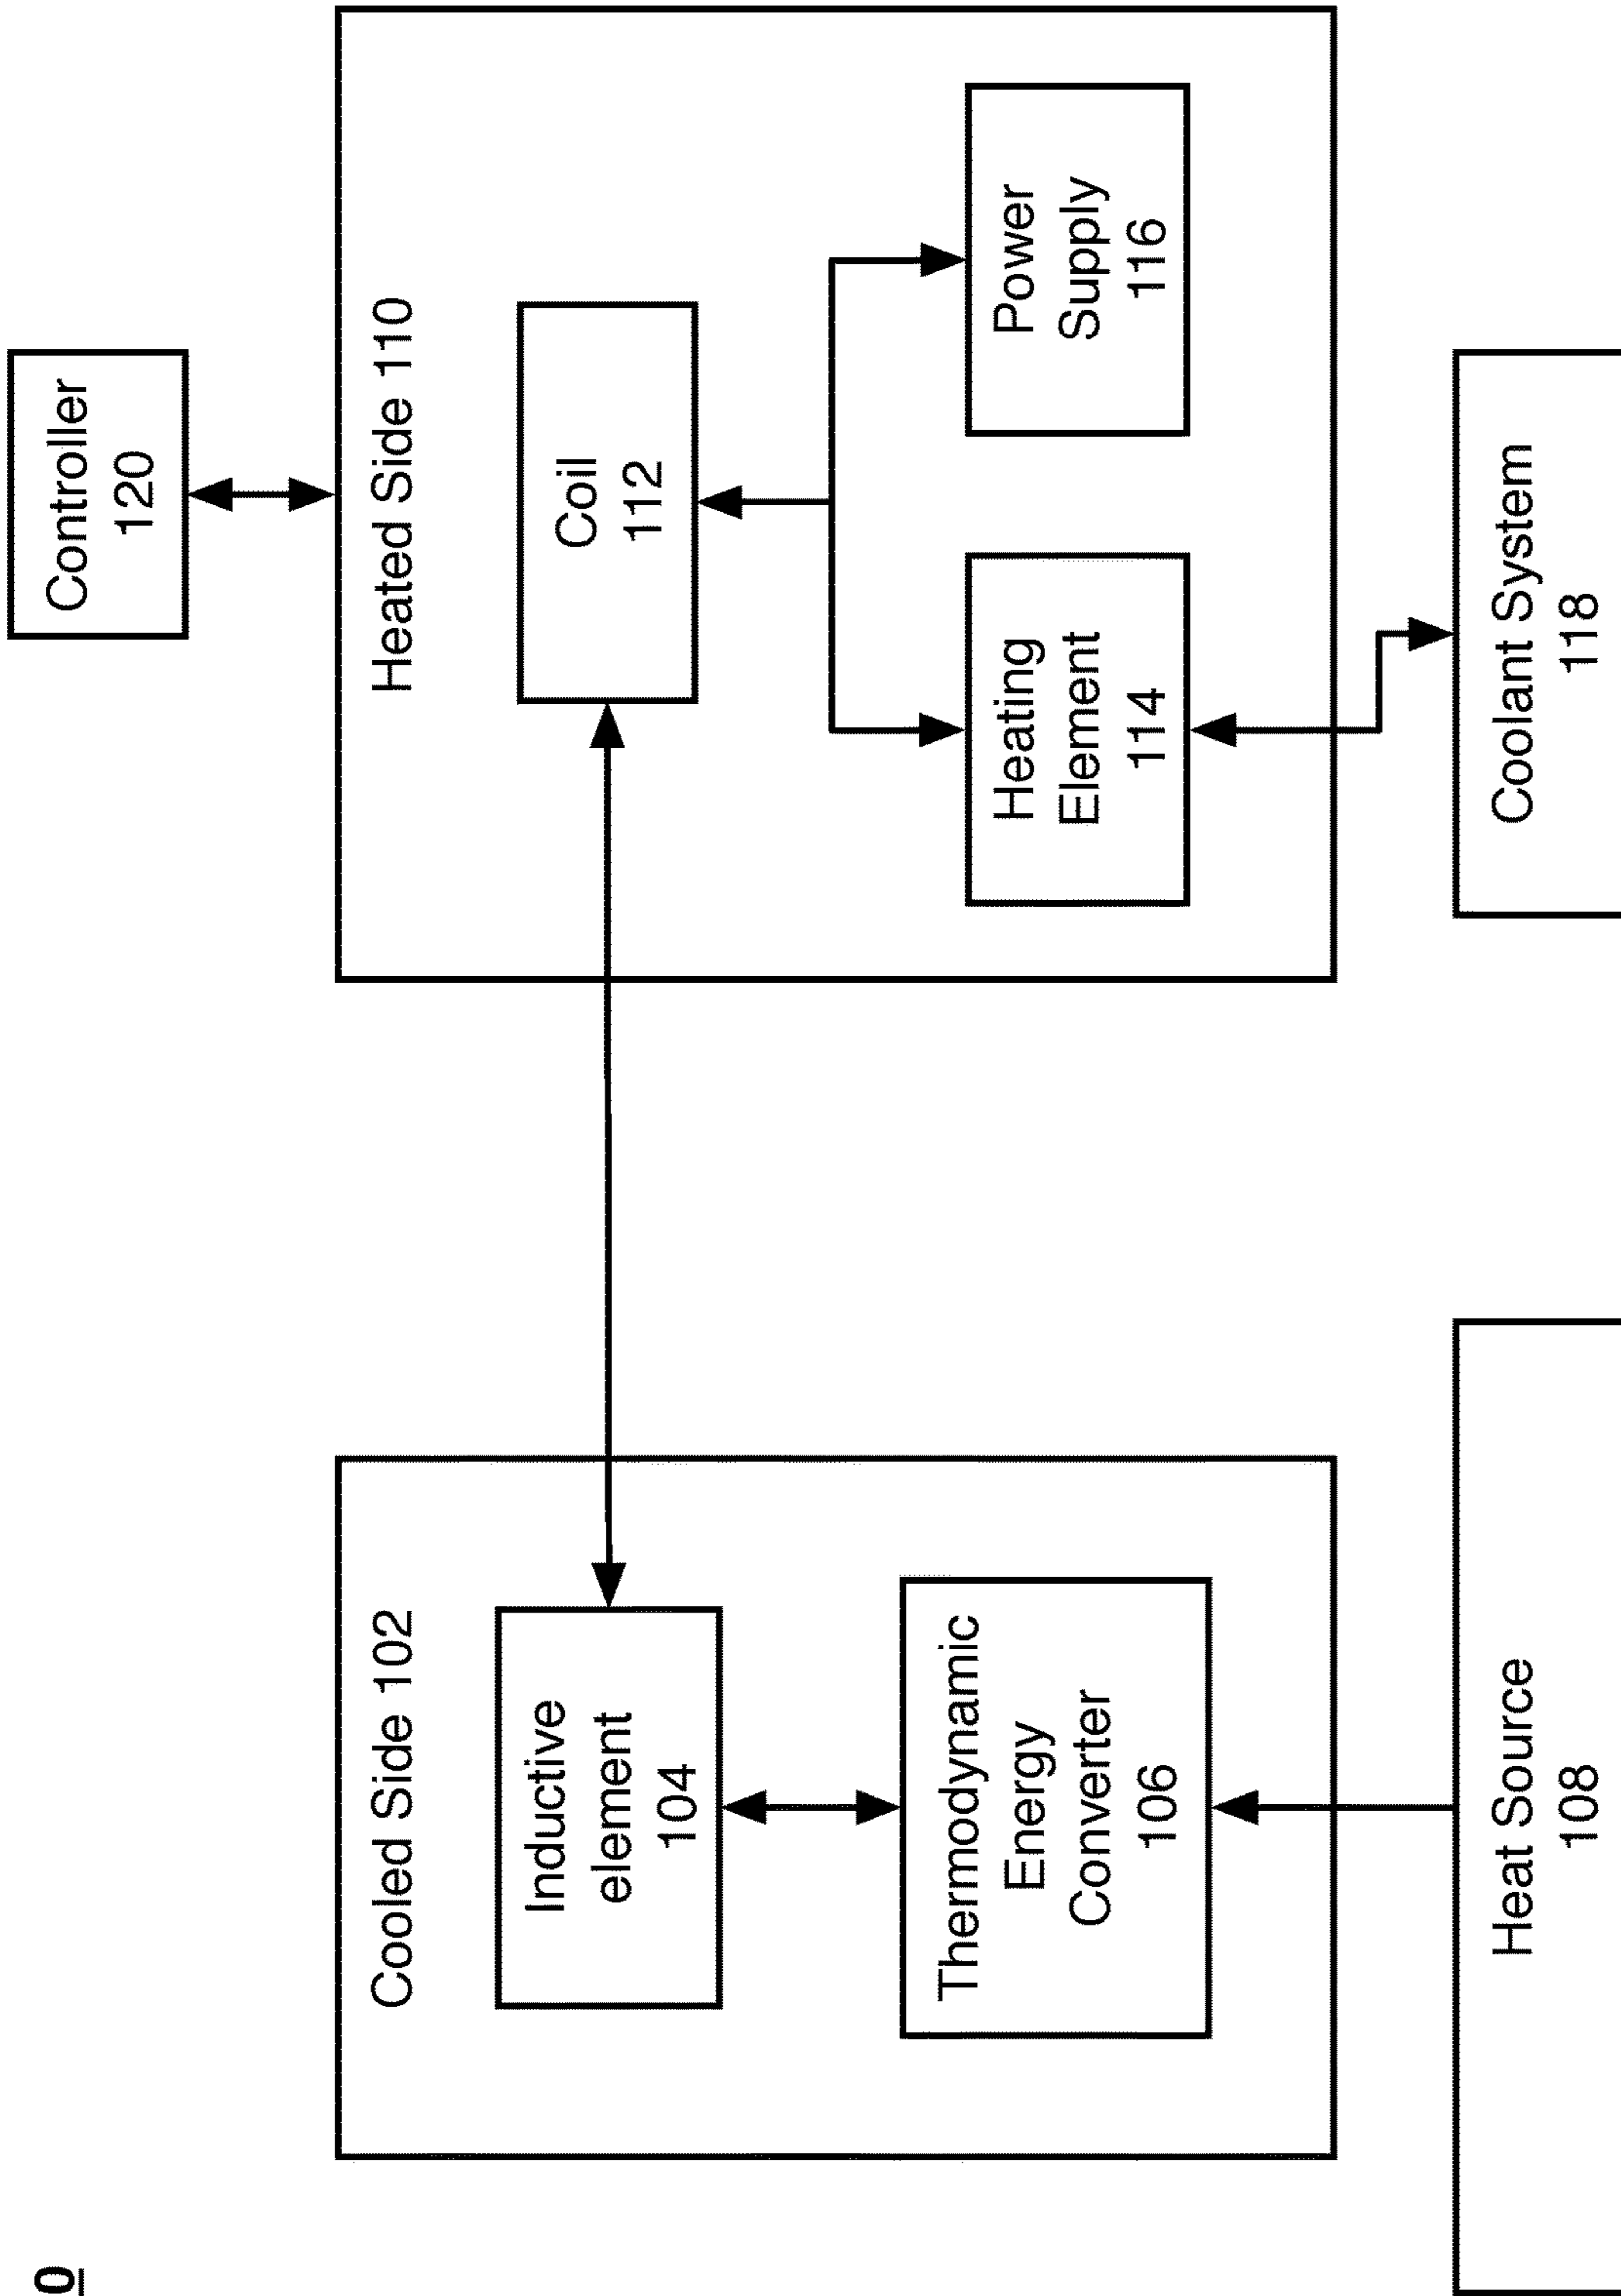 0
Controller
120
Cooled Side 102
Heated Side 110
Inductive
element
104
Coil
112
Thermodynamic
Energy
Converter
106
Heating
Element
114
Power
Supply
116
Heat Source
108
Coolant System
118